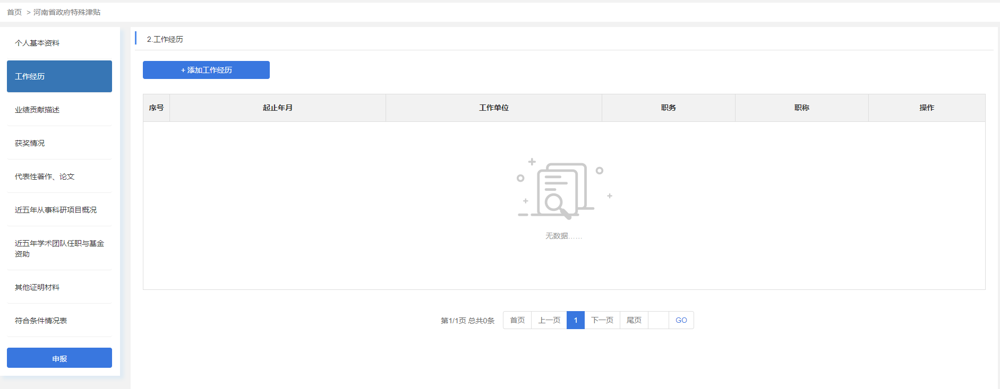 首页 > 河南省政府特殊津贴
个人基本资料
工作经历
业绩贡献描述
获奖情况
代表性著作、论文
近五年从事科研项目概况
近五年学术团队任职与基金
资助
其他证明材料
符合条件情况表
申报
2.工作经历
+ 添加工作经历
序号 起止年月 工作单位 职务 职称 操作
无数据……
第1/1页 总共0条 首页 上一页 1 下一页 尾页 GO